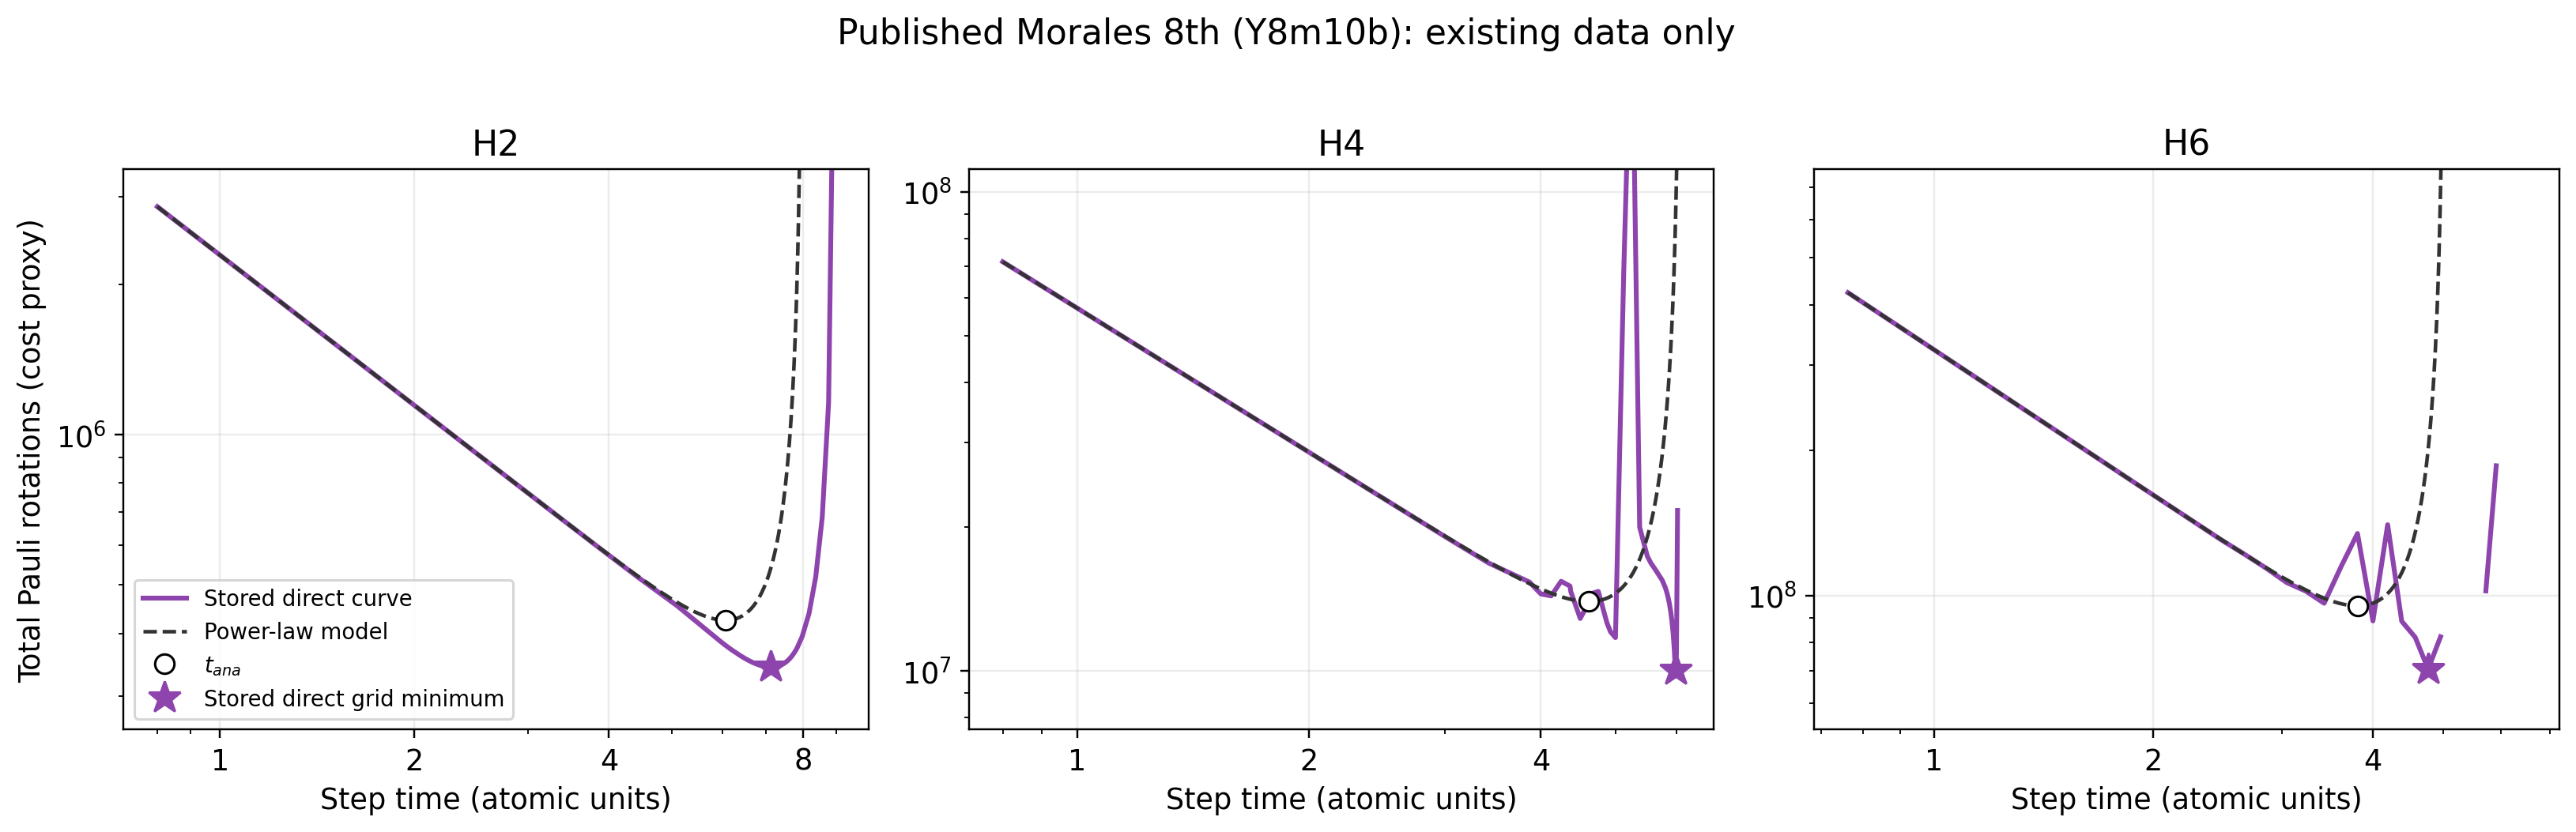 Published Morales 8th (Y8m10b): existing data only
H2
H4
H6
Total Pauli rotations (cost proxy)
10^6
10^8
10^7
10^8
Stored direct curve
Power-law model
t_{ana}
Stored direct grid minimum
1 2 4 8
1 2 4
1 2 4
Step time (atomic units)
Step time (atomic units)
Step time (atomic units)